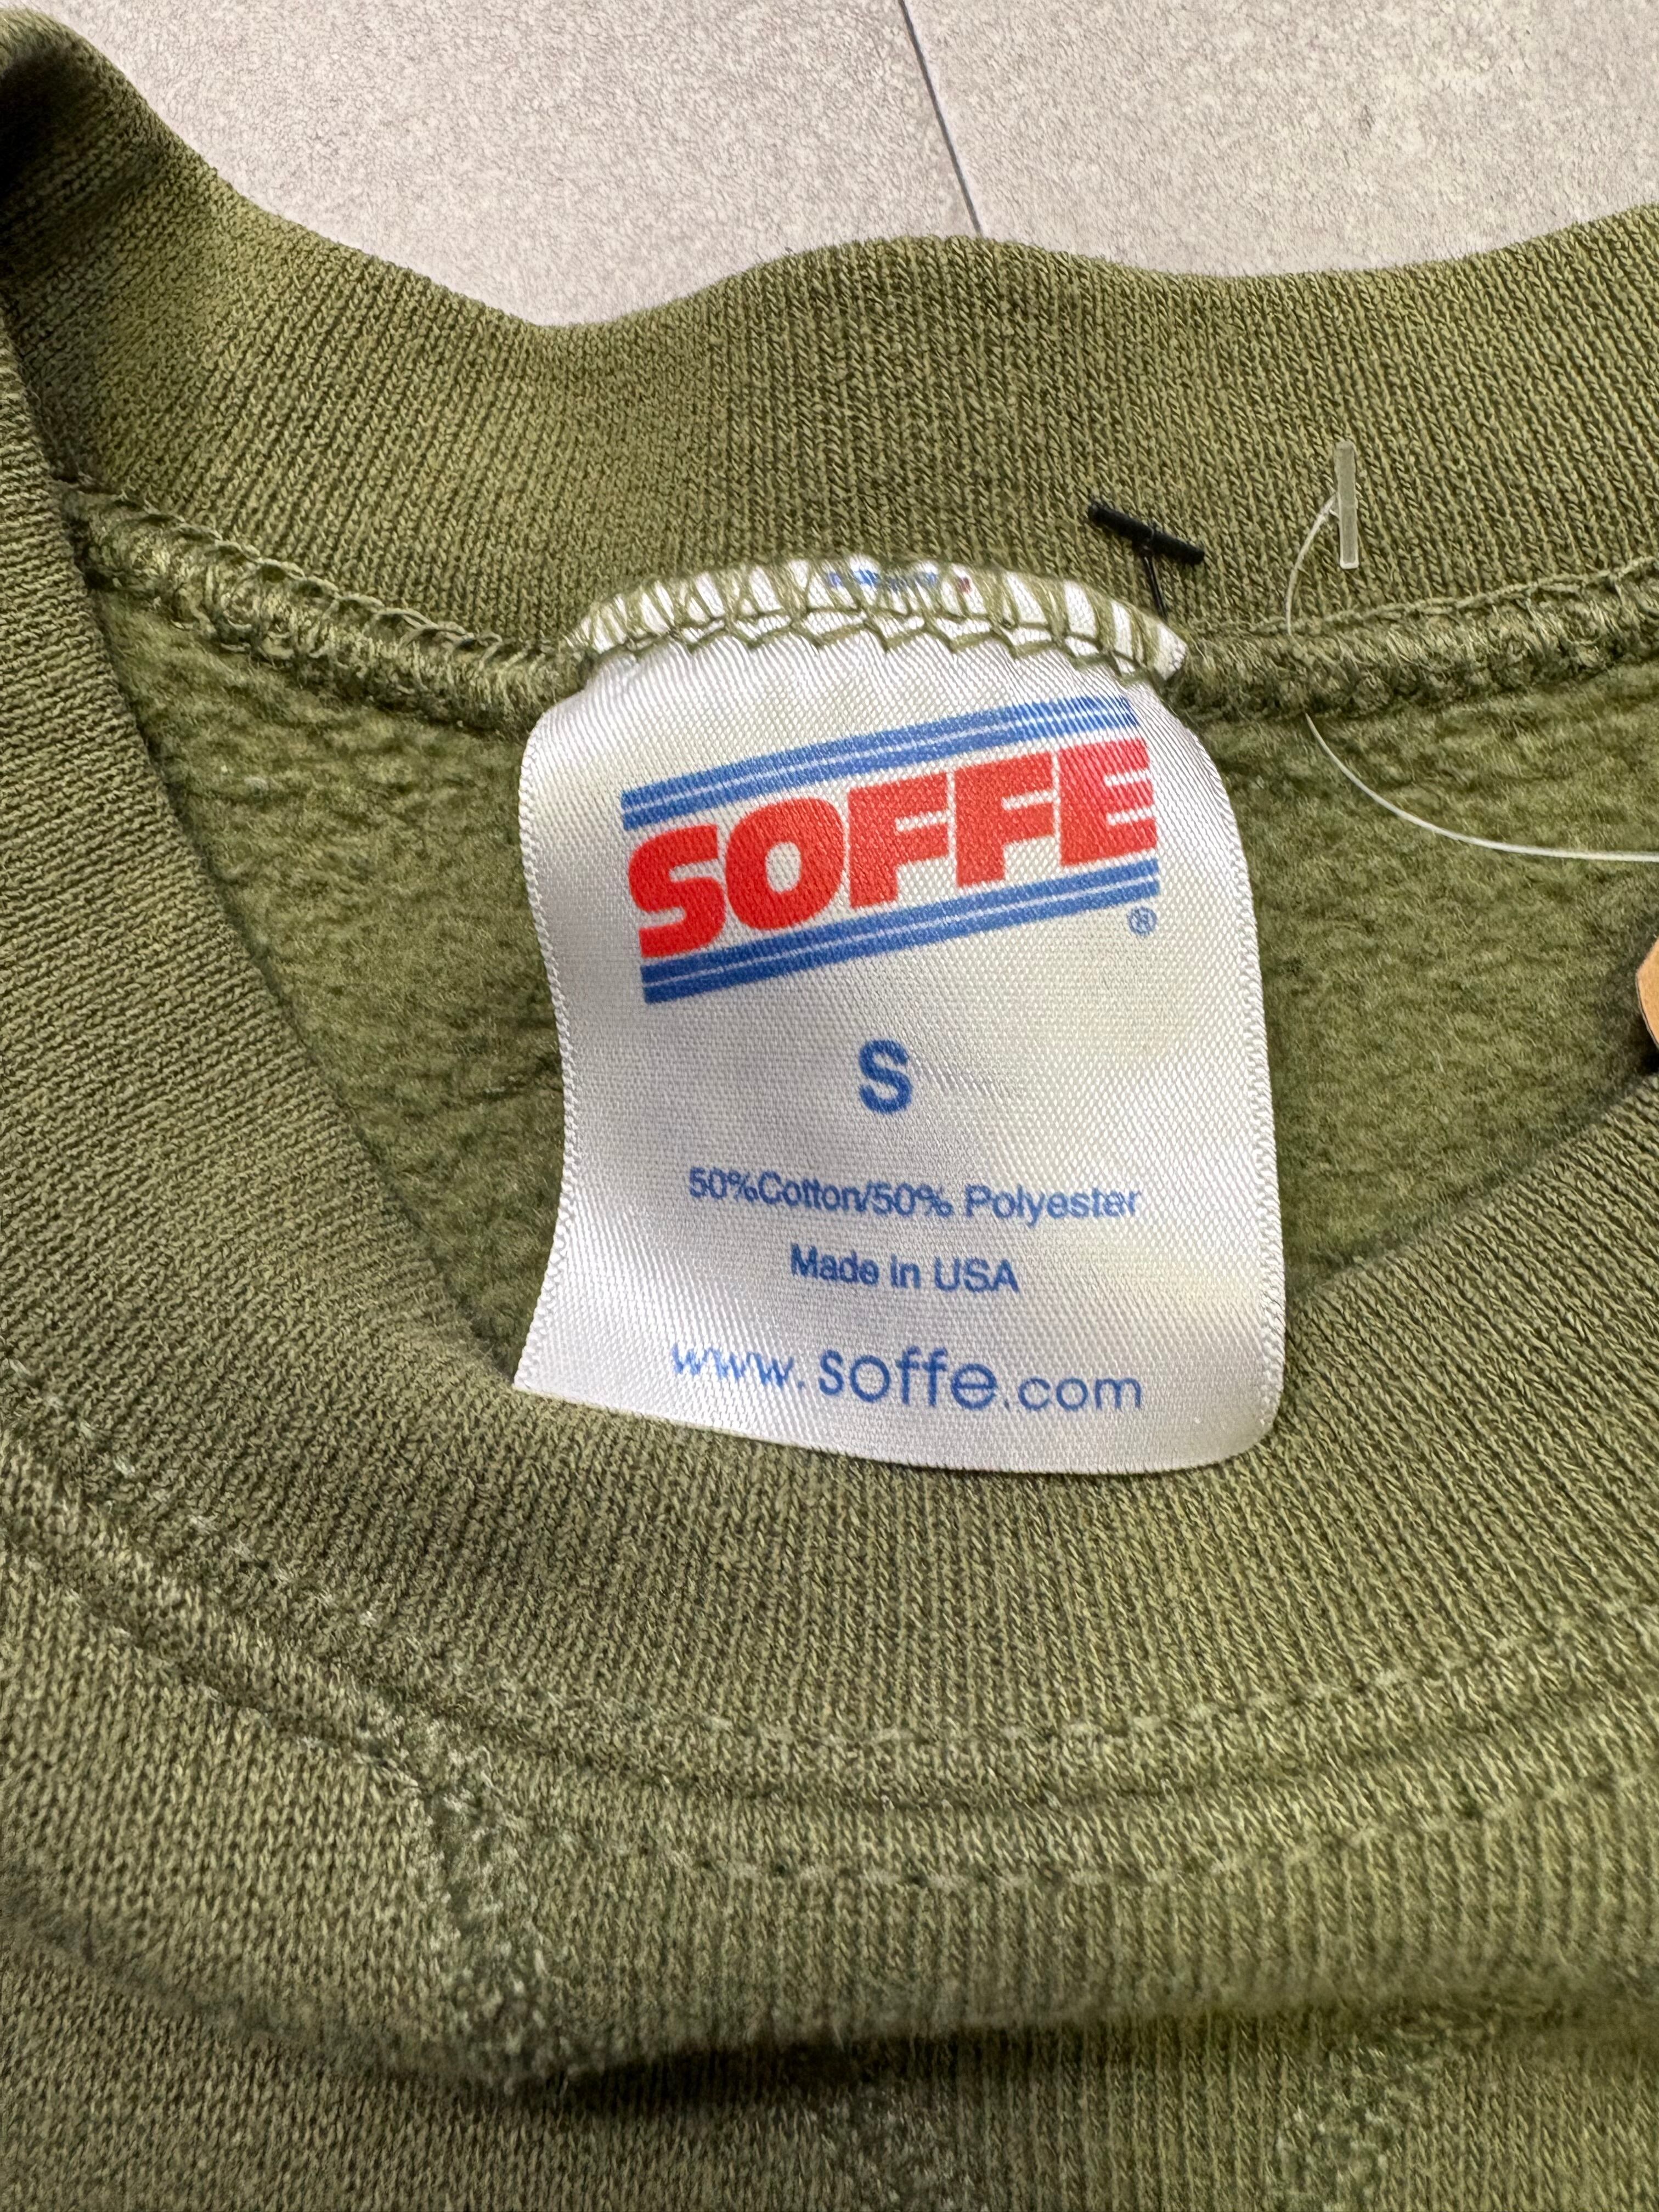 SOFFE
®
S
50%Cotton/50% Polyester
Made in USA
www.soffe.com